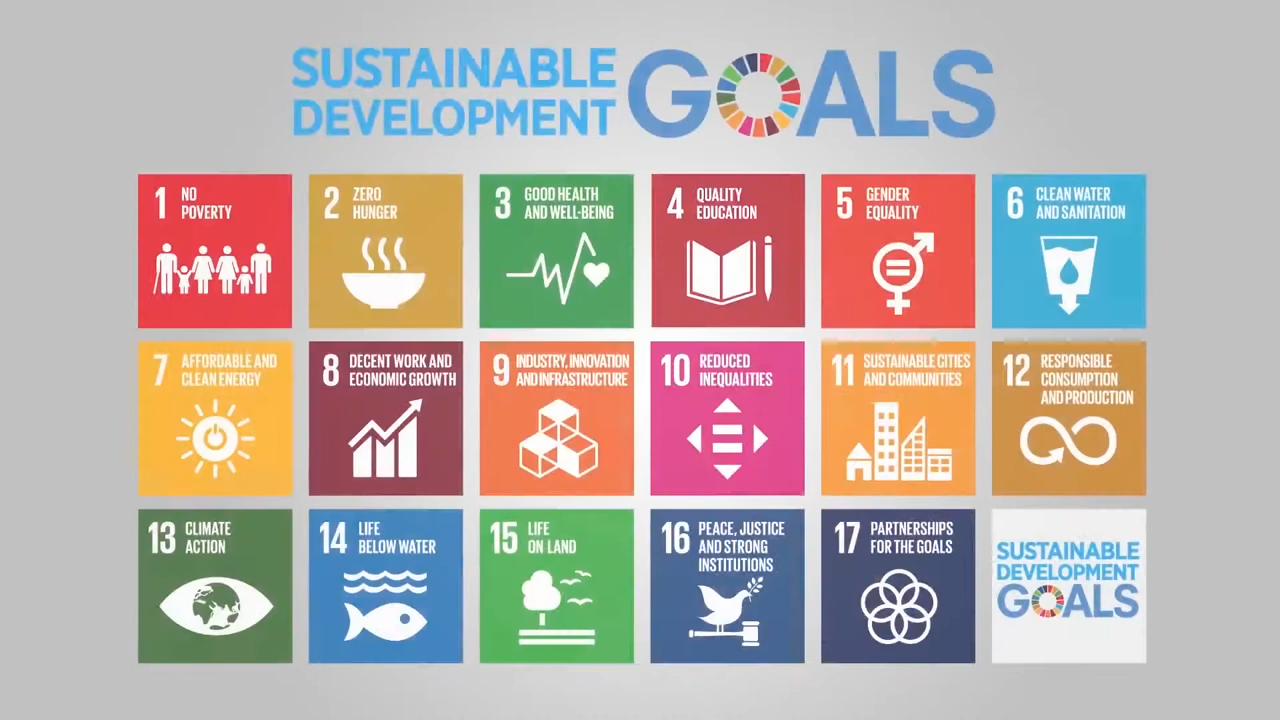 SUSTAINABLE
DEVELOPMENT
GOALS
1 NO
POVERTY
2 ZERO
HUNGER
3 GOOD HEALTH
AND WELL-BEING
4 QUALITY
EDUCATION
5 GENDER
EQUALITY
6 CLEAN WATER
AND SANITATION
7 AFFORDABLE AND
CLEAN ENERGY
8 DECENT WORK AND
ECONOMIC GROWTH
9 INDUSTRY, INNOVATION
AND INFRASTRUCTURE
10 REDUCED
INEQUALITIES
11 SUSTAINABLE CITIES
AND COMMUNITIES
12 RESPONSIBLE
CONSUMPTION
AND PRODUCTION
13 CLIMATE
ACTION
14 LIFE
BELOW WATER
15 LIFE
ON LAND
16 PEACE, JUSTICE
AND STRONG
INSTITUTIONS
17 PARTNERSHIPS
FOR THE GOALS
SUSTAINABLE
DEVELOPMENT
GOALS